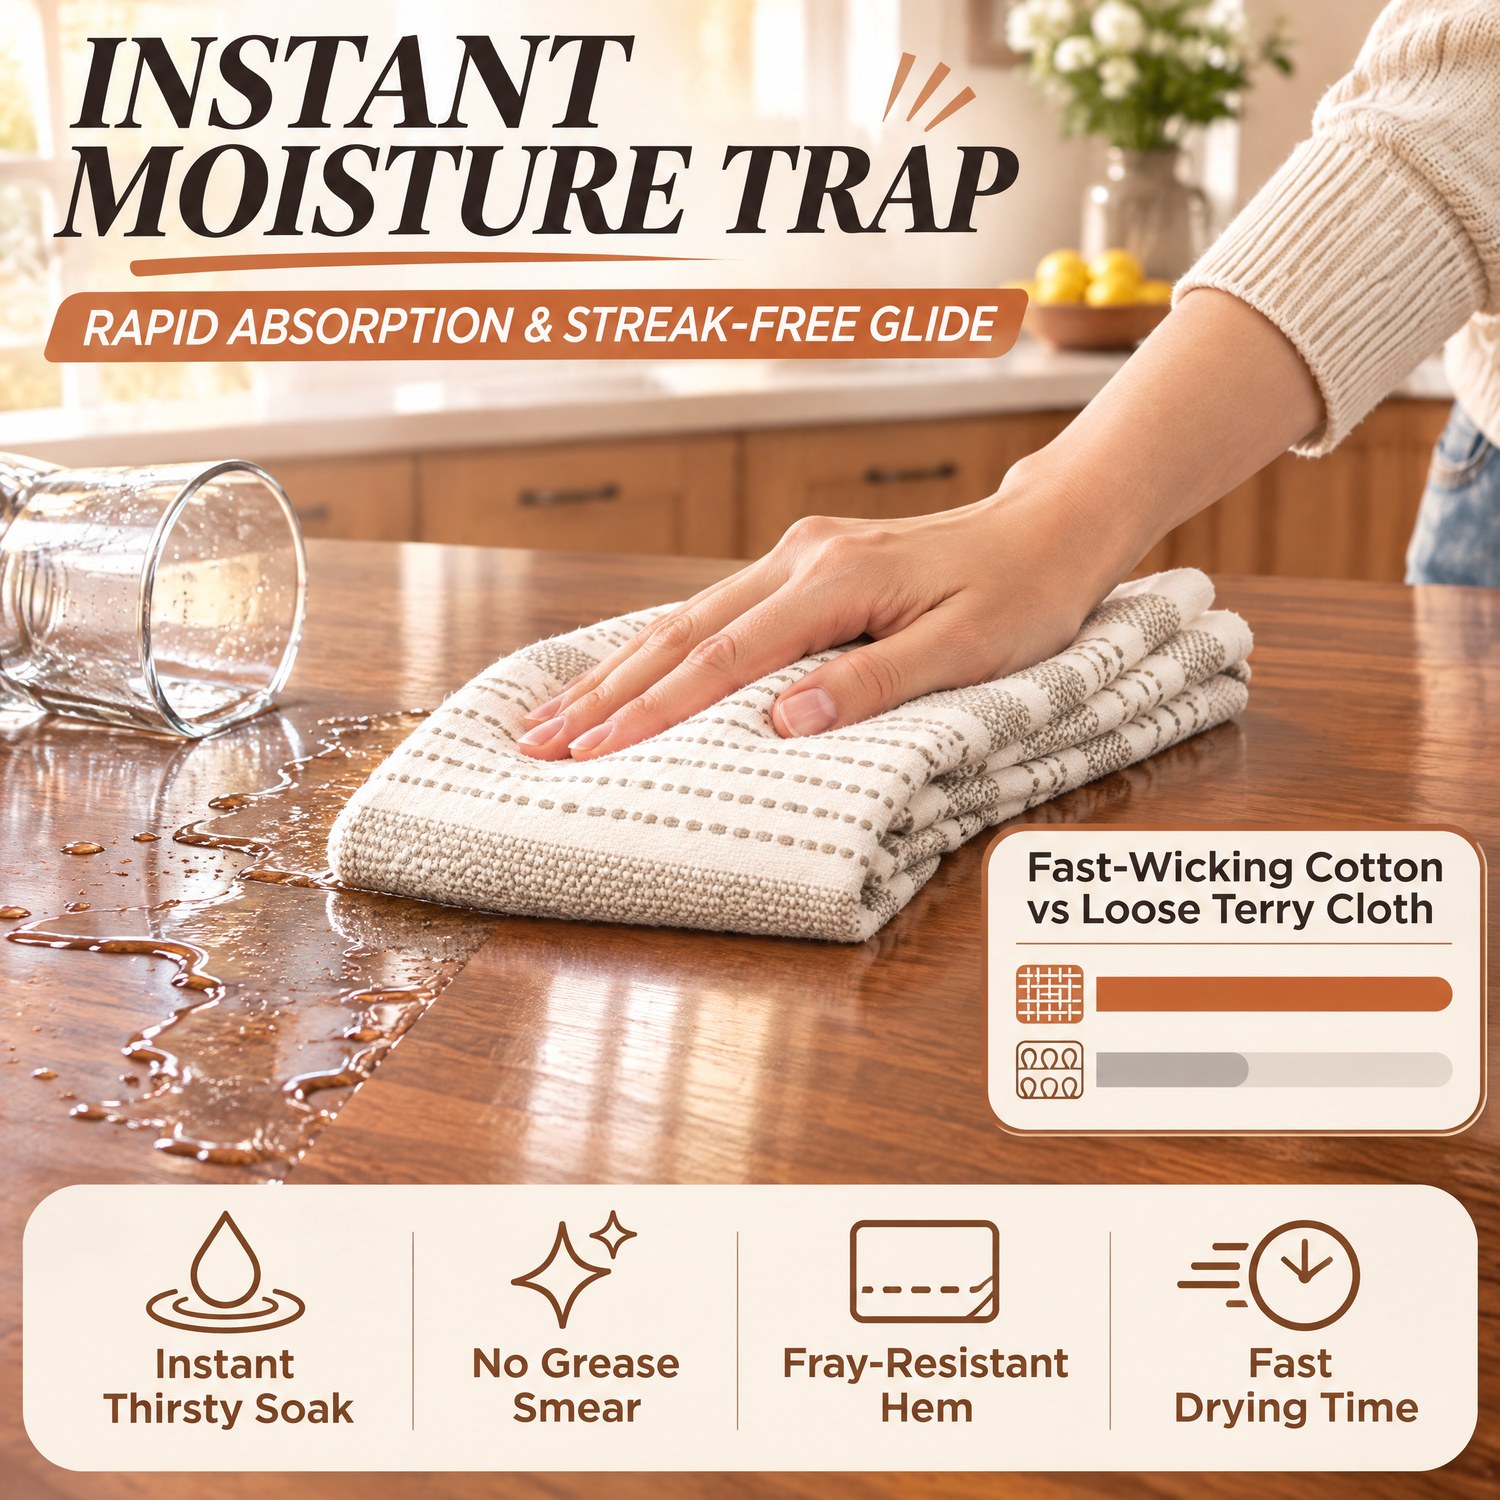 INSTANT
MOISTURE TRAP
RAPID ABSORPTION & STREAK-FREE GLIDE
Fast-Wicking Cotton
vs Loose Terry Cloth
Instant
Thirsty Soak
No Grease
Smear
Fray-Resistant
Hem
Fast
Drying Time